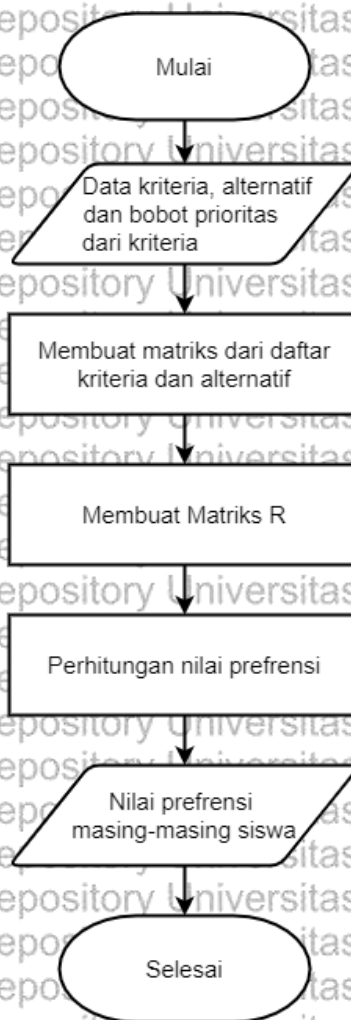 Mulai
Data kriteria, alternatif
dan bobot prioritas
dari kriteria
Membuat matriks dari daftar
kriteria dan alternatif
Membuat Matriks R
Perhitungan nilai prefrensi
Nilai prefrensi
masing-masing siswa
Selesai